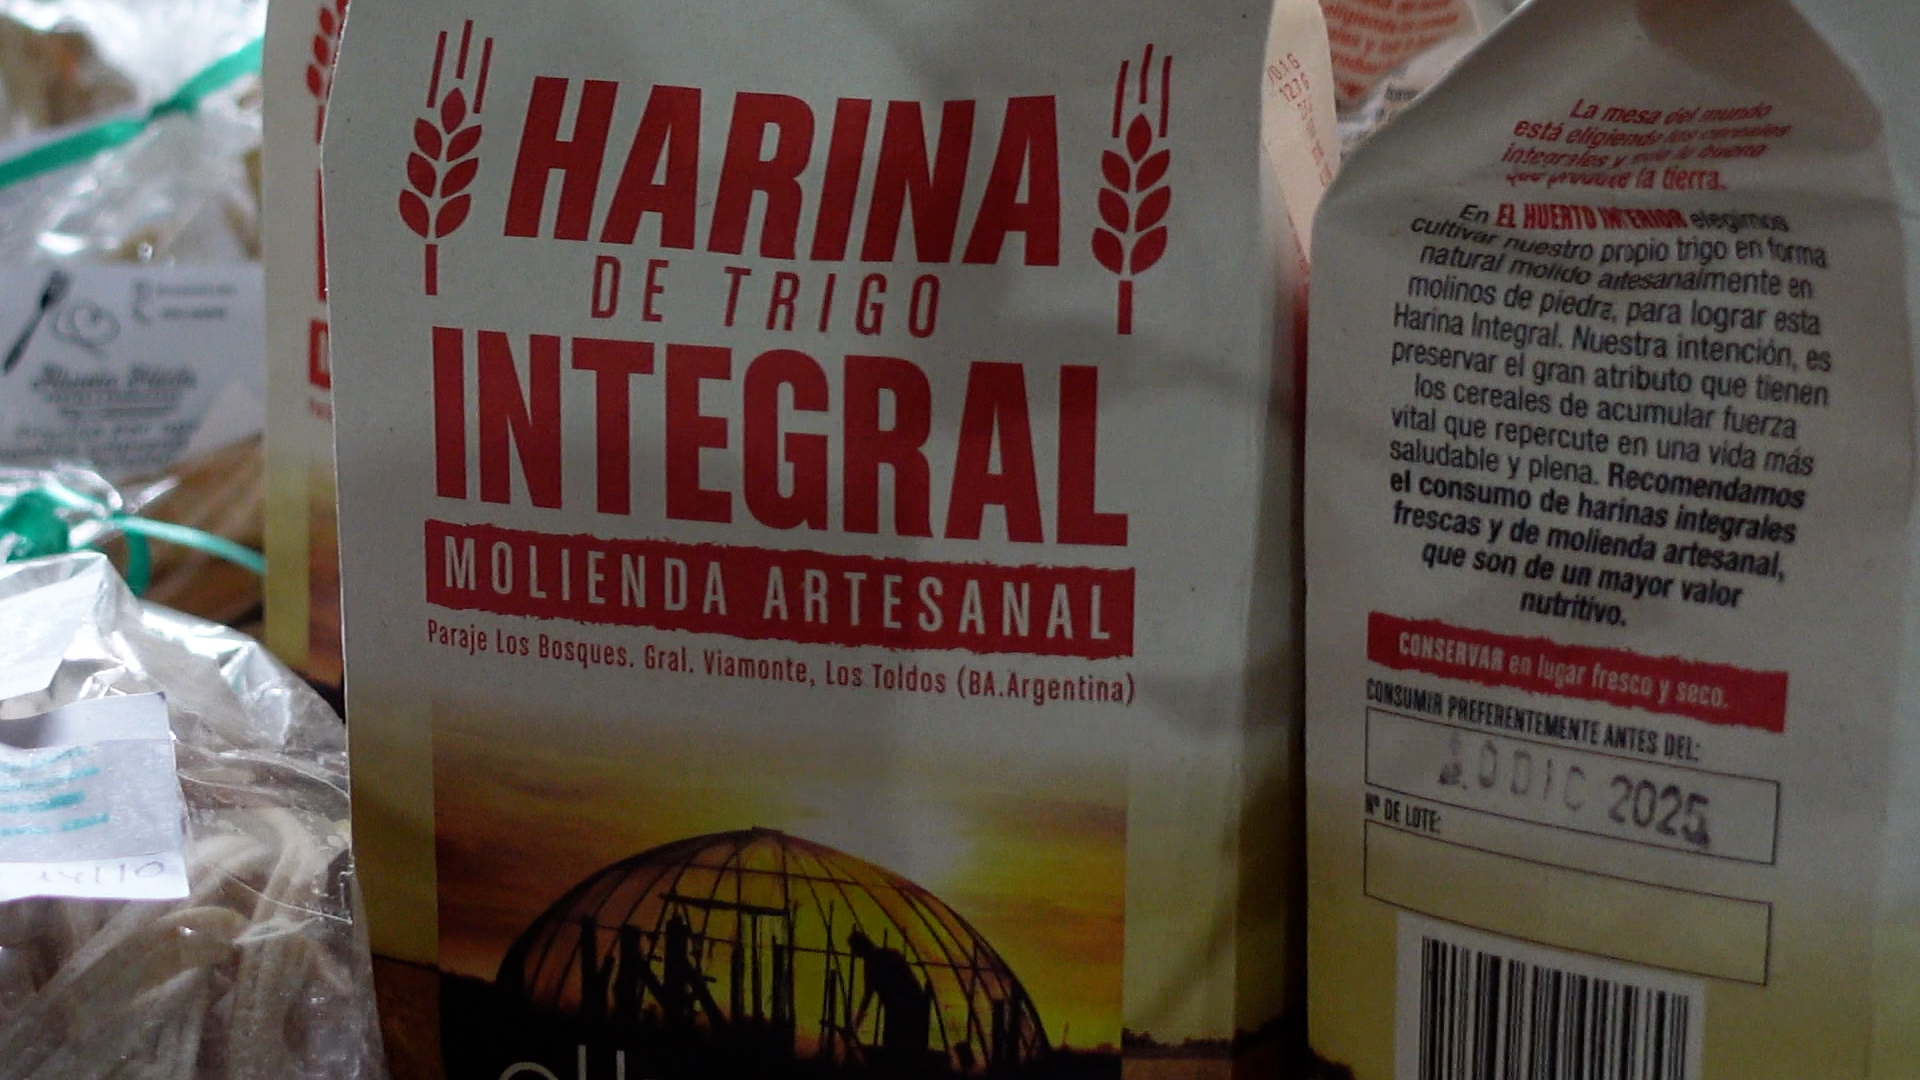 HARINA
DE TRIGO
INTEGRAL
MOLIENDA ARTESANAL
Paraje Los Bosques. Gral. Viamonte, Los Toldos (BA.Argentina)
La mesa del mundo
está eligiendo los cereales
integrales y
que produce la tierra.
En EL HUERTO INTERIOR elegimos
cultivar nuestro propio trigo en forma
natural molido artesanalmente en
molinos de piedra, para lograr esta
Harina Integral. Nuestra intención, es
preservar el gran atributo que tienen
los cereales de acumular fuerza
vital que repercute en una vida más
saludable y plena. Recomendamos
el consumo de harinas integrales
frescas y de molienda artesanal,
que son de un mayor valor
nutritivo.
CONSERVAR en lugar fresco y seco.
CONSUMIR PREFERENTEMENTE ANTES DEL:
DIC 2025
Nº DE LOTE: